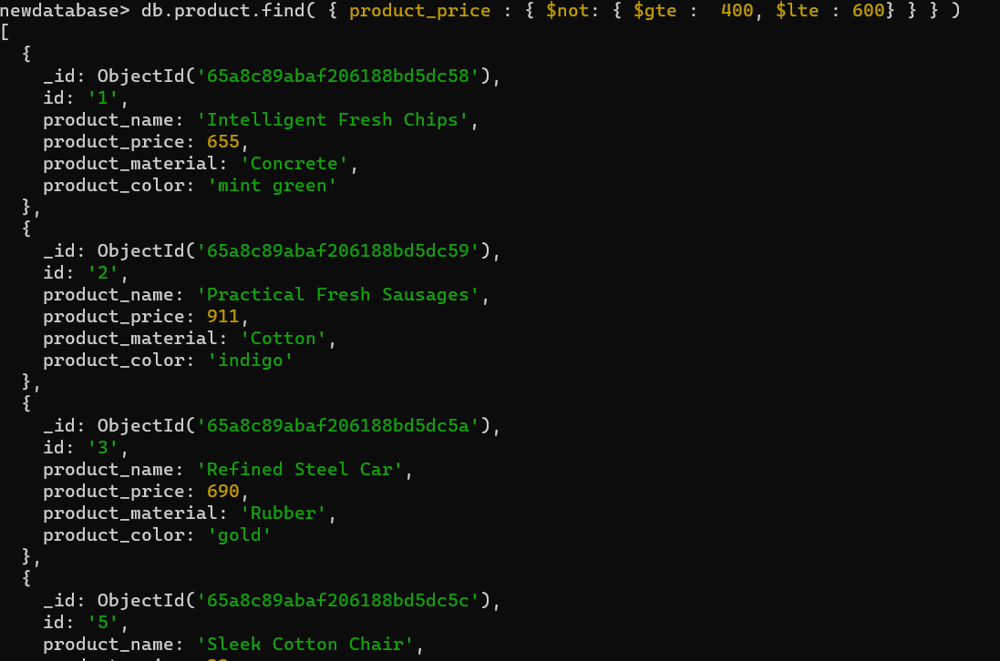 newdatabase> db.product.find( { product_price : { $not: { $gte :  400, $lte : 600} } } )
[
  {
    _id: ObjectId('65a8c89abaf206188bd5dc58'),
    id: '1',
    product_name: 'Intelligent Fresh Chips',
    product_price: 655,
    product_material: 'Concrete',
    product_color: 'mint green'
  },
  {
    _id: ObjectId('65a8c89abaf206188bd5dc59'),
    id: '2',
    product_name: 'Practical Fresh Sausages',
    product_price: 911,
    product_material: 'Cotton',
    product_color: 'indigo'
  },
  {
    _id: ObjectId('65a8c89abaf206188bd5dc5a'),
    id: '3',
    product_name: 'Refined Steel Car',
    product_price: 690,
    product_material: 'Rubber',
    product_color: 'gold'
  },
  {
    _id: ObjectId('65a8c89abaf206188bd5dc5c'),
    id: '5',
    product_name: 'Sleek Cotton Chair',